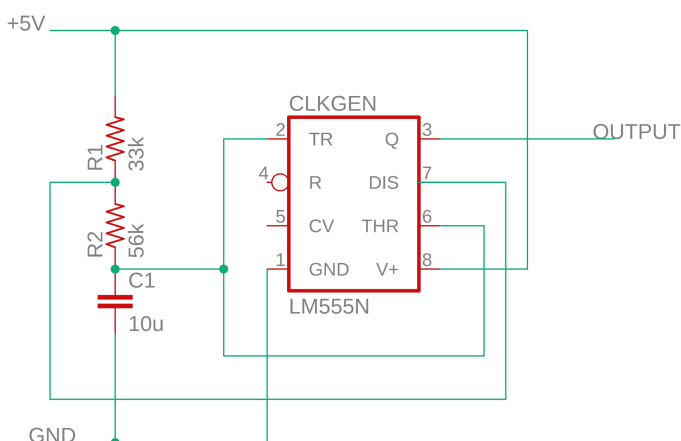 +5V
CLKGEN
2 TR Q 3
OUTPUT
R1 33k
4 R DIS 7
5 CV THR 6
R2 56k
1 GND V+ 8
C1
LM555N
10u
GND